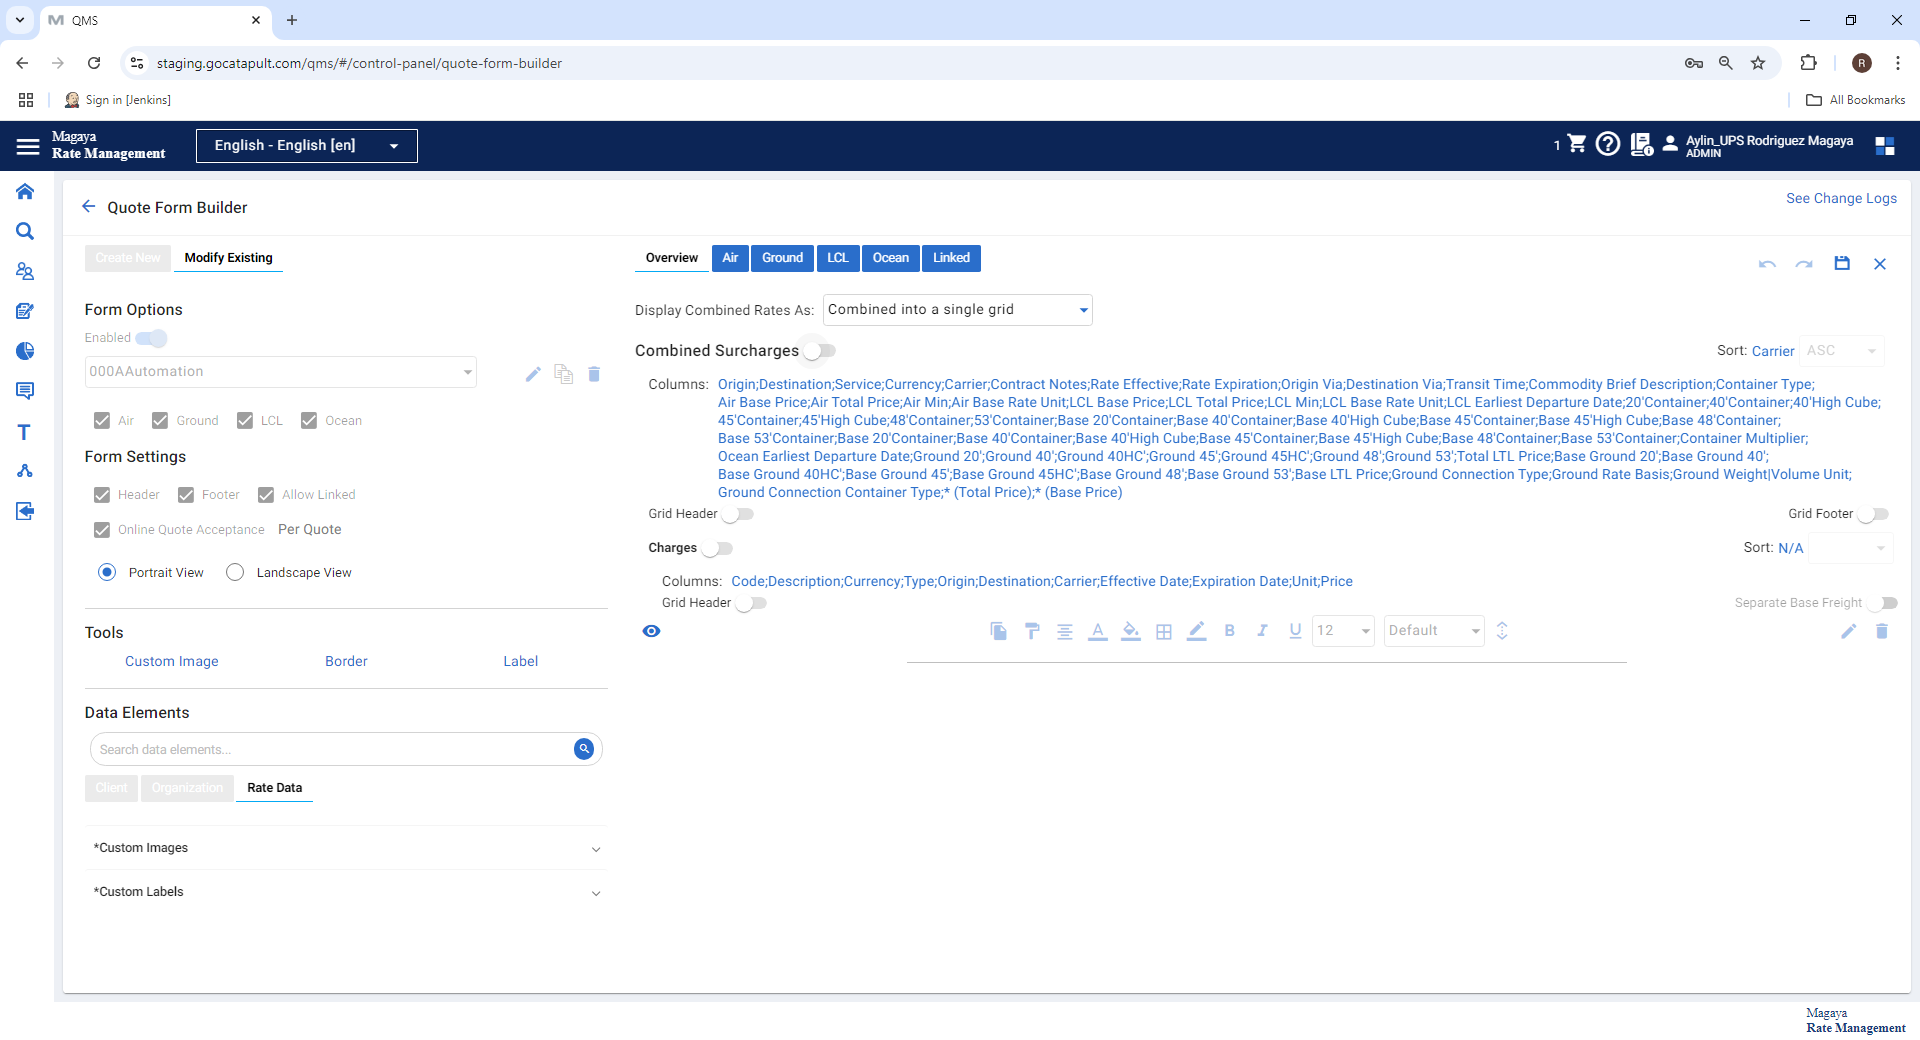 QMS
staging.gocatapult.com/qms/#/control-panel/quote-form-builder
R
Sign in [Jenkins]
All Bookmarks
Magaya
Rate Management
English - English [en]
1
Aylin_UPS Rodriguez Magaya
ADMIN
Quote Form Builder
See Change Logs
Create New
Modify Existing
Form Options
Enabled
000AAutomation
Air
Ground
LCL
Ocean
Form Settings
Header
Footer
Allow Linked
Online Quote Acceptance
Per Quote
Portrait View
Landscape View
Tools
Custom Image
Border
Label
Data Elements
Search data elements...
Client
Organization
Rate Data
*Custom Images
*Custom Labels
Overview
Air
Ground
LCL
Ocean
Linked
Display Combined Rates As:
Combined into a single grid
Combined Surcharges
Sort: Carrier
ASC
Columns:
Origin;Destination;Service;Currency;Carrier;Contract Notes;Rate Effective;Rate Expiration;Origin Via;Destination Via;Transit Time;Commodity Brief Description;Container Type;
Air Base Price;Air Total Price;Air Min;Air Base Rate Unit;LCL Base Price;LCL Total Price;LCL Min;LCL Base Rate Unit;LCL Earliest Departure Date;20'Container;40'Container;40'High Cube;
45'Container;45'High Cube;48'Container;53'Container;Base 20'Container;Base 40'Container;Base 40'High Cube;Base 45'Container;Base 45'High Cube;Base 48'Container;
Base 53'Container;Base 20'Container;Base 40'Container;Base 40'High Cube;Base 45'Container;Base 45'High Cube;Base 48'Container;Base 53'Container;Container Multiplier;
Ocean Earliest Departure Date;Ground 20';Ground 40';Ground 40HC';Ground 45';Ground 45HC';Ground 48';Ground 53';Total LTL Price;Base Ground 20';Base Ground 40';
Base Ground 40HC';Base Ground 45';Base Ground 45HC';Base Ground 48';Base Ground 53';Base LTL Price;Ground Connection Type;Ground Rate Basis;Ground Weight|Volume Unit;
Ground Connection Container Type;* (Total Price);* (Base Price)
Grid Header
Grid Footer
Charges
Sort: N/A
Columns:
Code;Description;Currency;Type;Origin;Destination;Carrier;Effective Date;Expiration Date;Unit;Price
Grid Header
Separate Base Freight
A
B
I
U
12
Default
Magaya
Rate Management